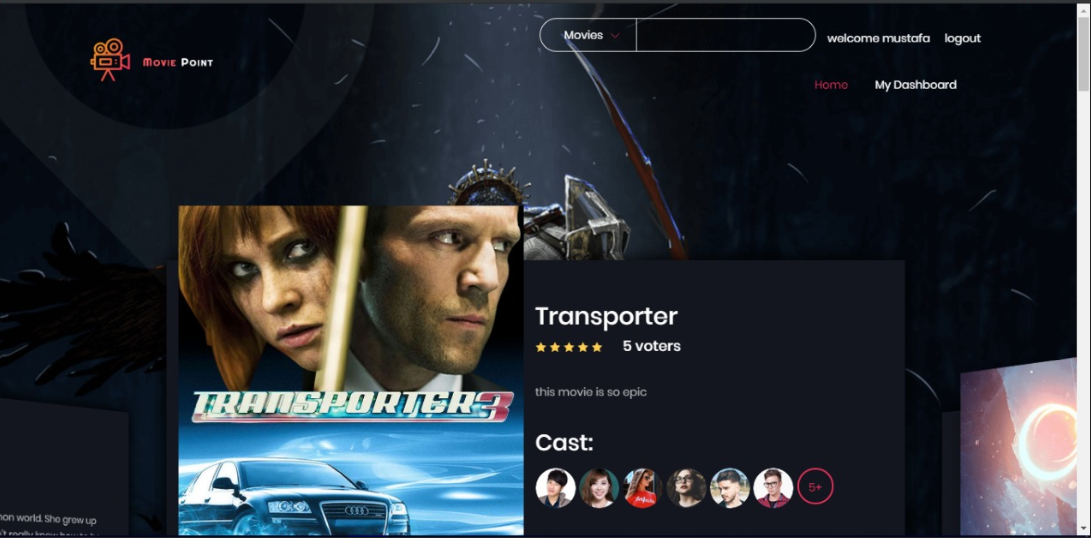 Movies
welcome mustafa logout
Movie Point
Home My Dashboard
Transporter
5 voters
this movie is so epic
TRANSPORTER 3
Cast:
5+
non world. She grew up